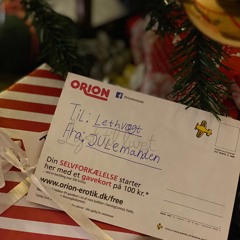 ORION
Til: Lethvægt
Fra: JULEmanden
Din SELVFORKÆLELSE starter
her med et gavekort på 100 kr.*
www.orion-erotik.dk/free